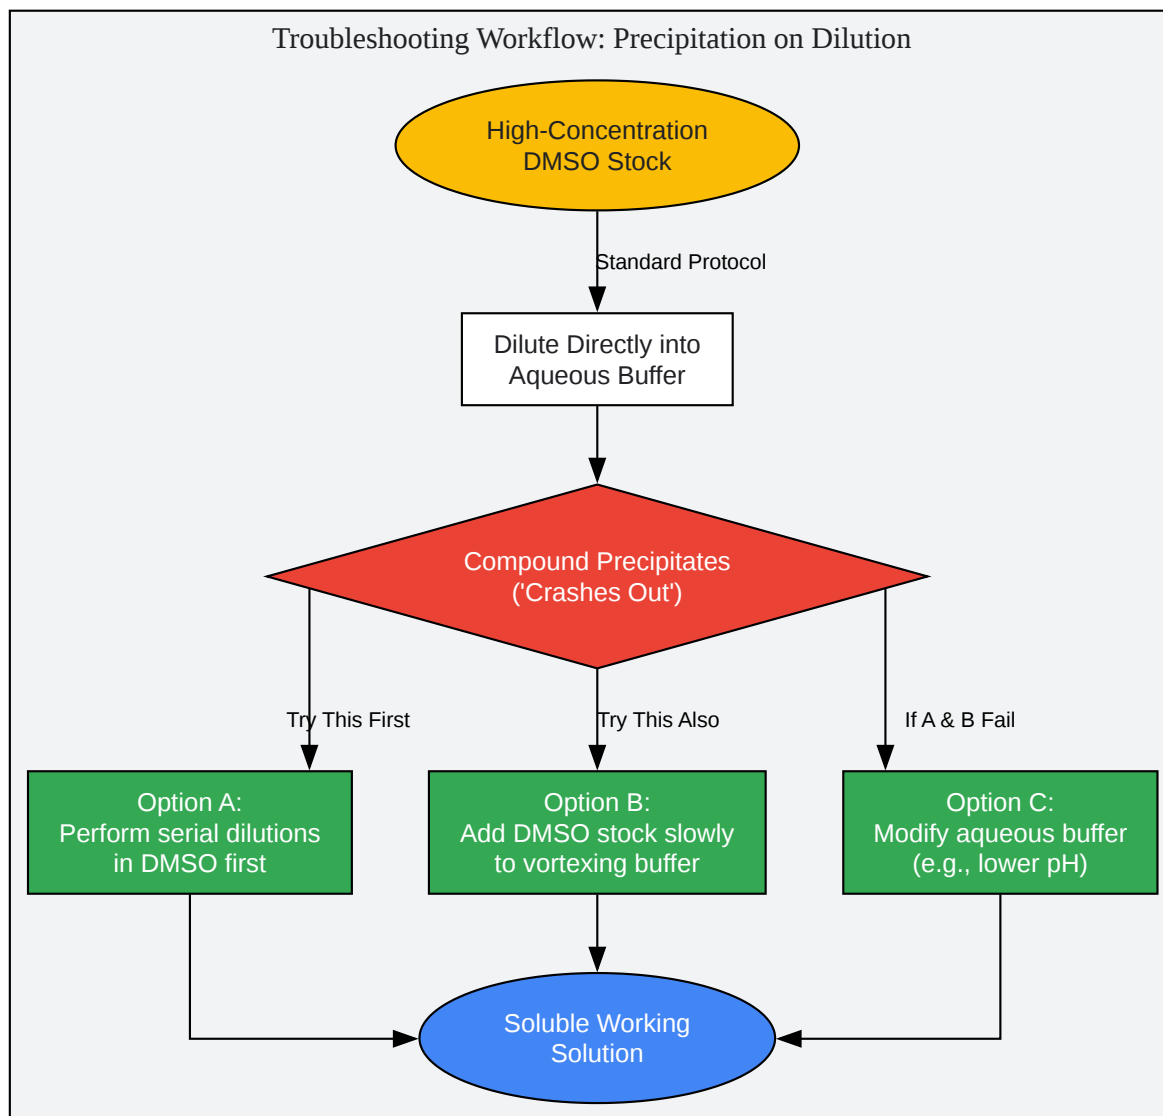 Troubleshooting Workflow: Precipitation on Dilution
High-Concentration
DMSO Stock
Standard Protocol
Dilute Directly into
Aqueous Buffer
Compound Precipitates
('Crashes Out')
Try This First
Try This Also
If A & B Fail
Option A:
Perform serial dilutions
in DMSO first
Option B:
Add DMSO stock slowly
to vortexing buffer
Option C:
Modify aqueous buffer
(e.g., lower pH)
Soluble Working
Solution